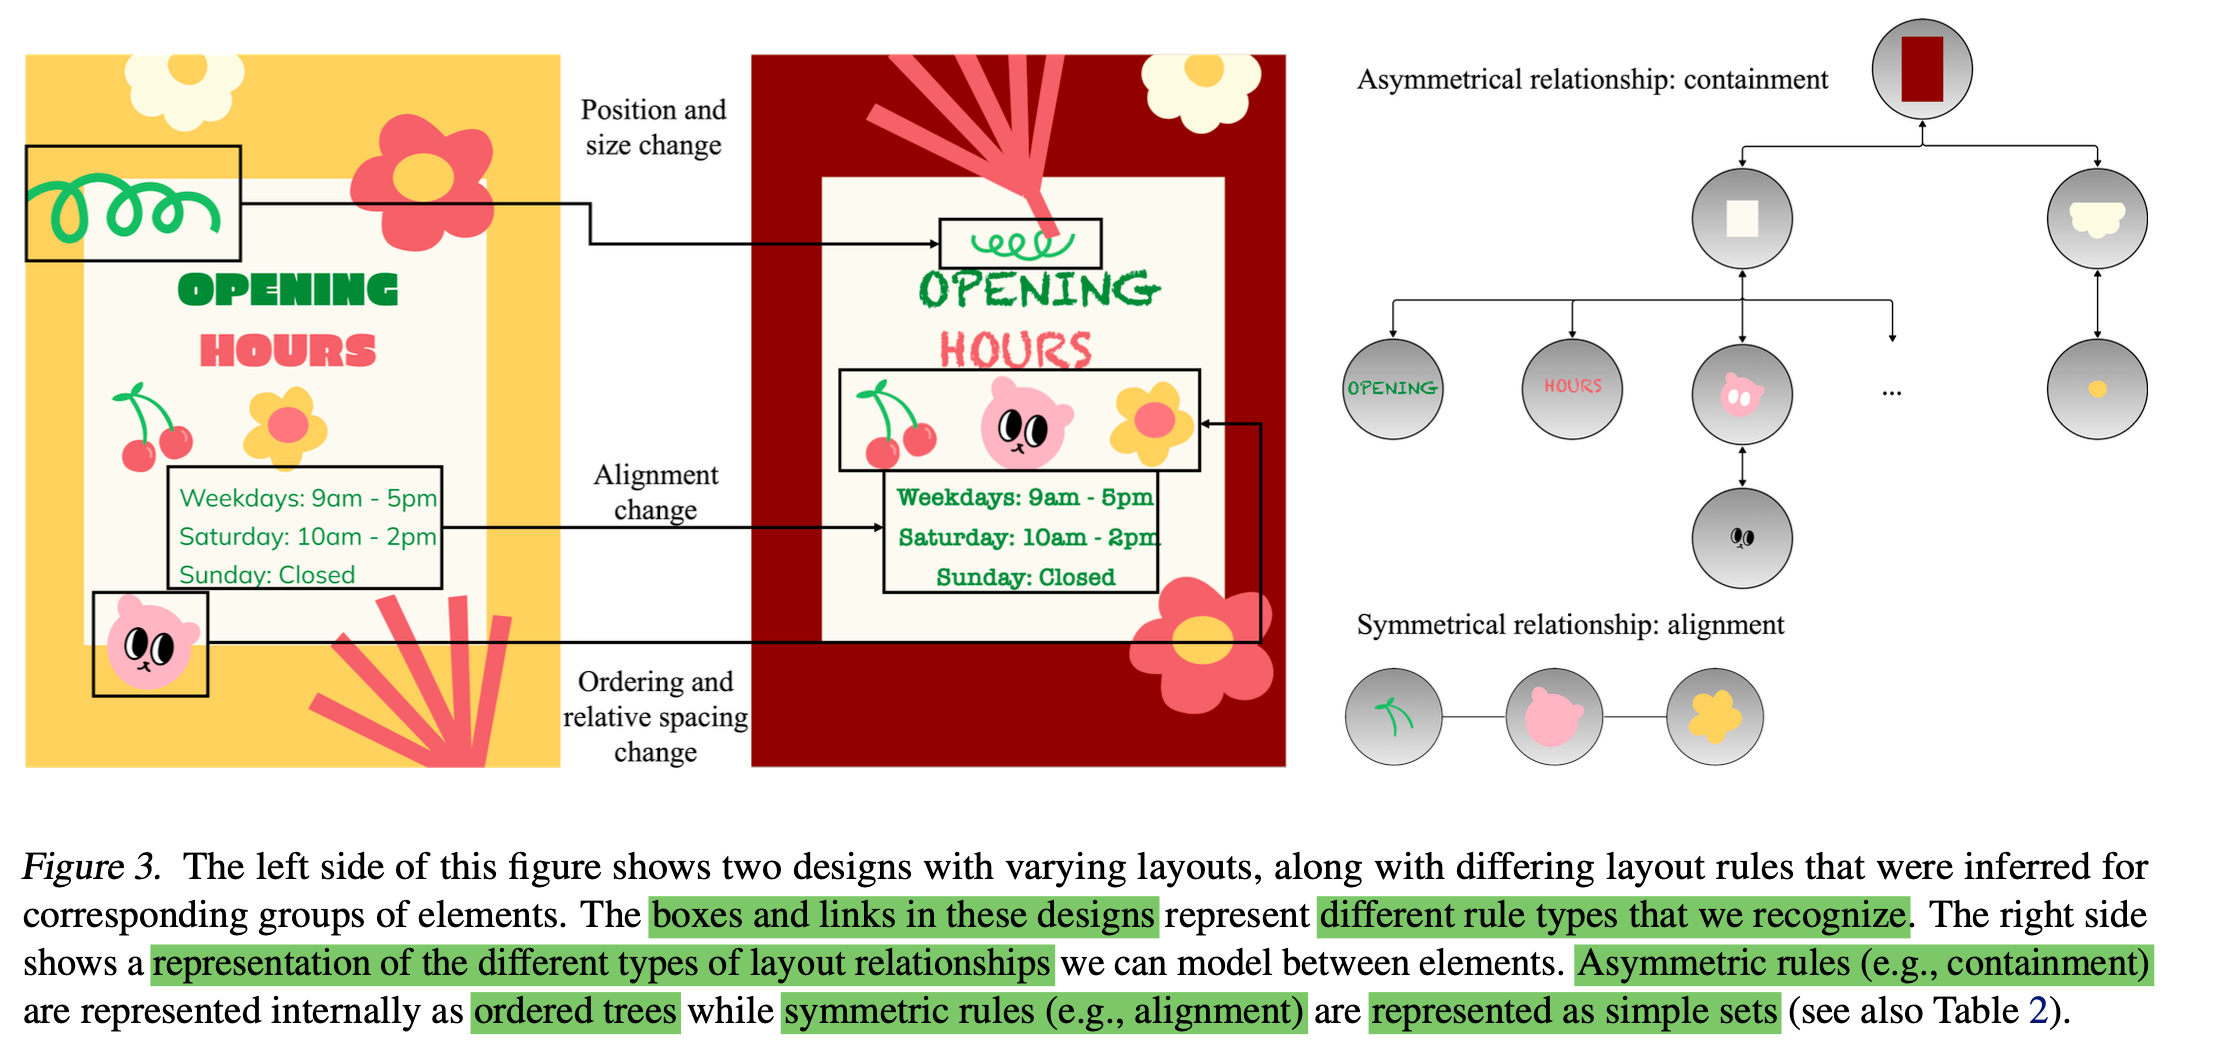 Position and
size change
OPENING
HOURS
Weekdays: 9am - 5pm
Saturday: 10am - 2pm
Sunday: Closed
Alignment
change
Ordering and
relative spacing
change
OPENING
HOURS
Weekdays: 9am - 5pm
Saturday: 10am - 2pm
Sunday: Closed
Asymmetrical relationship: containment
OPENING
HOURS
...
Symmetrical relationship: alignment
Figure 3. The left side of this figure shows two designs with varying layouts, along with differing layout rules that were inferred for
corresponding groups of elements. The boxes and links in these designs represent different rule types that we recognize. The right side
shows a representation of the different types of layout relationships we can model between elements. Asymmetric rules (e.g., containment)
are represented internally as ordered trees while symmetric rules (e.g., alignment) are represented as simple sets (see also Table 2).